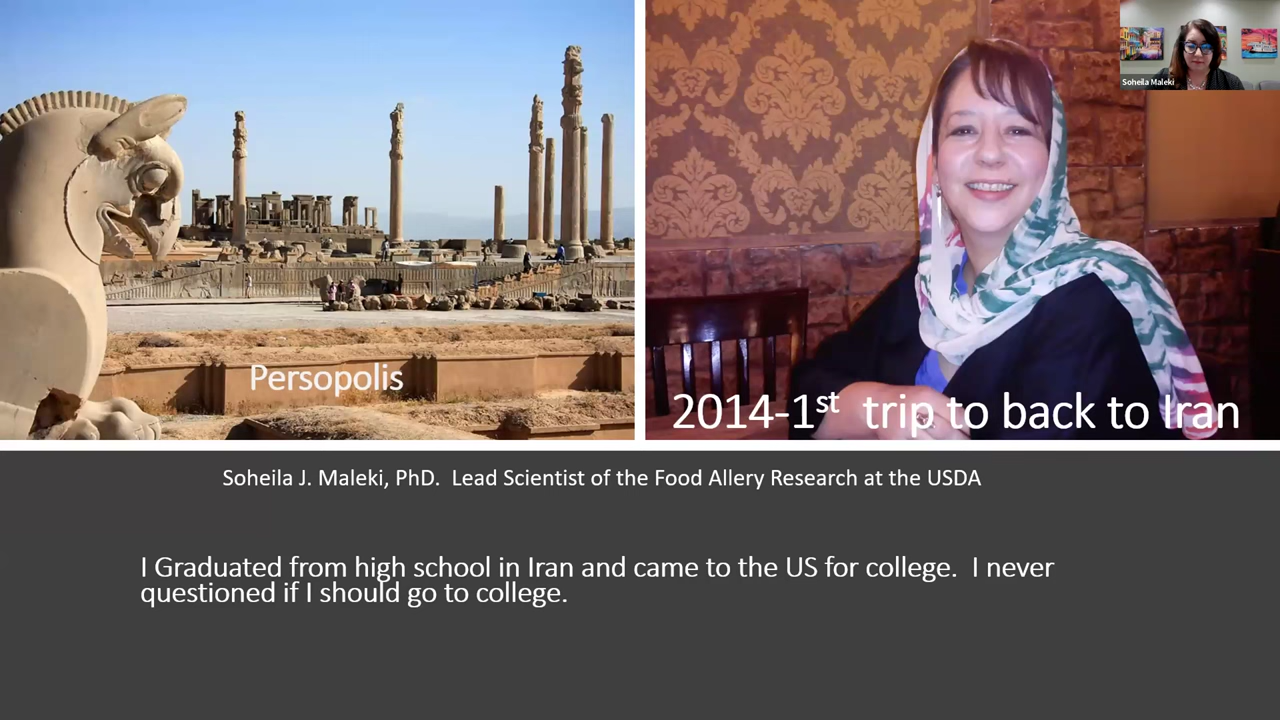 Soheila Maleki
Persopolis
2014-1st trip to back to Iran
Soheila J. Maleki, PhD. Lead Scientist of the Food Allery Research at the USDA
I Graduated from high school in Iran and came to the US for college. I never
questioned if I should go to college.